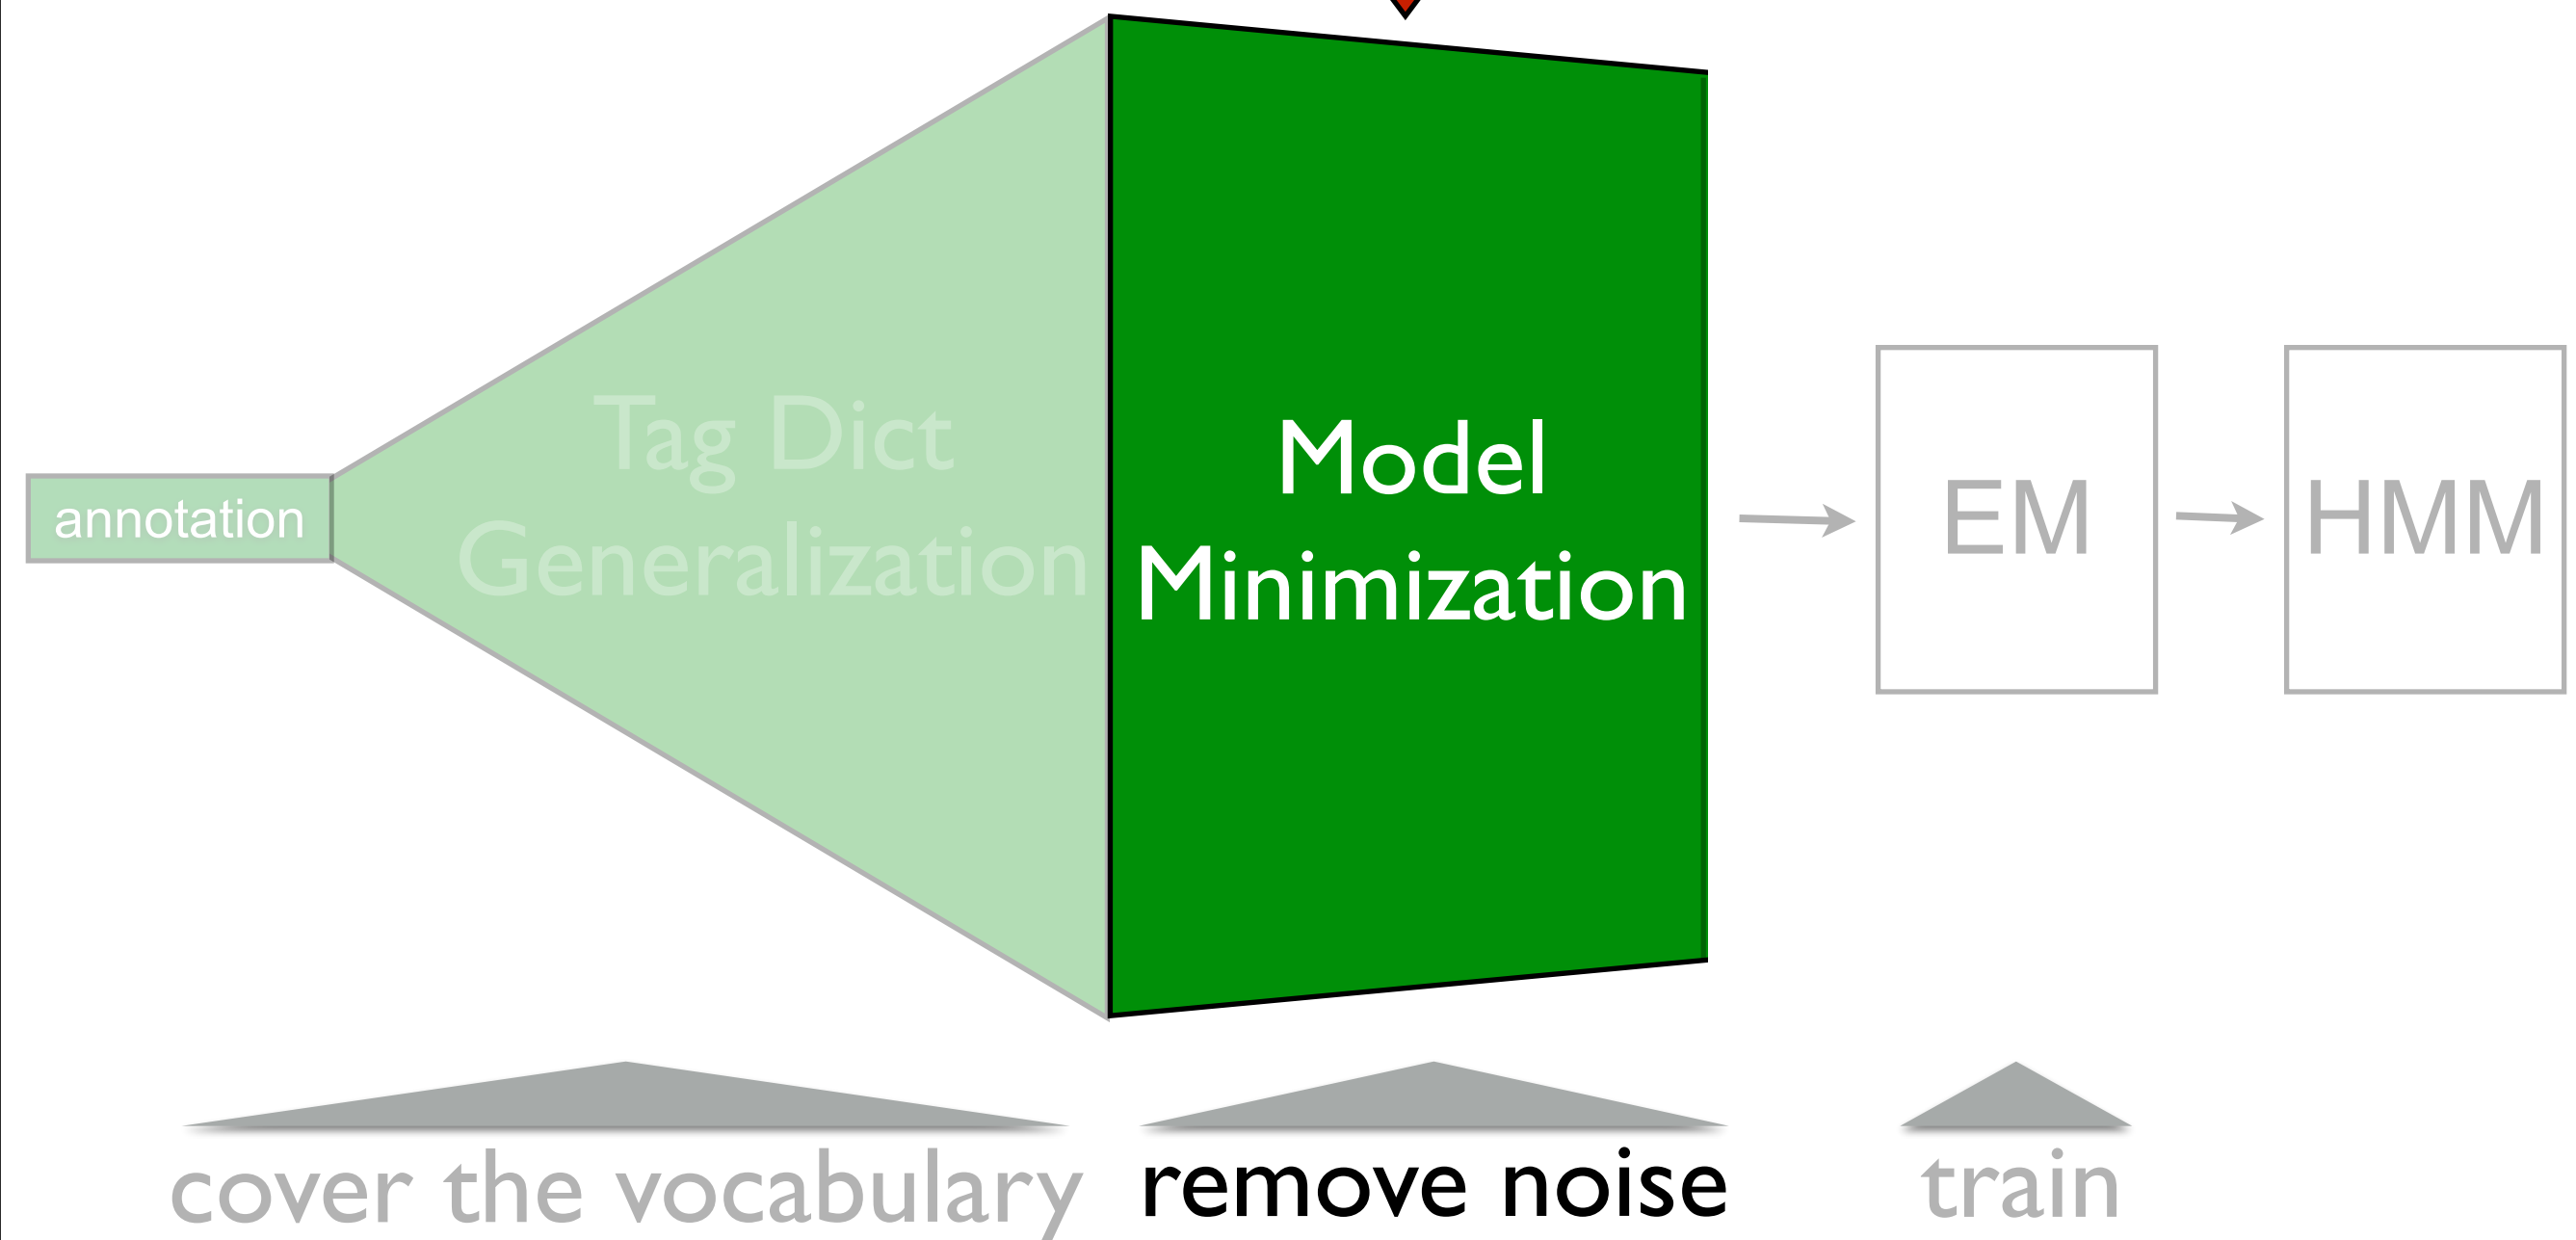 Tag Dict
Generalization
annotation
Model
Minimization
EM
HMM
cover the vocabulary
remove noise
train